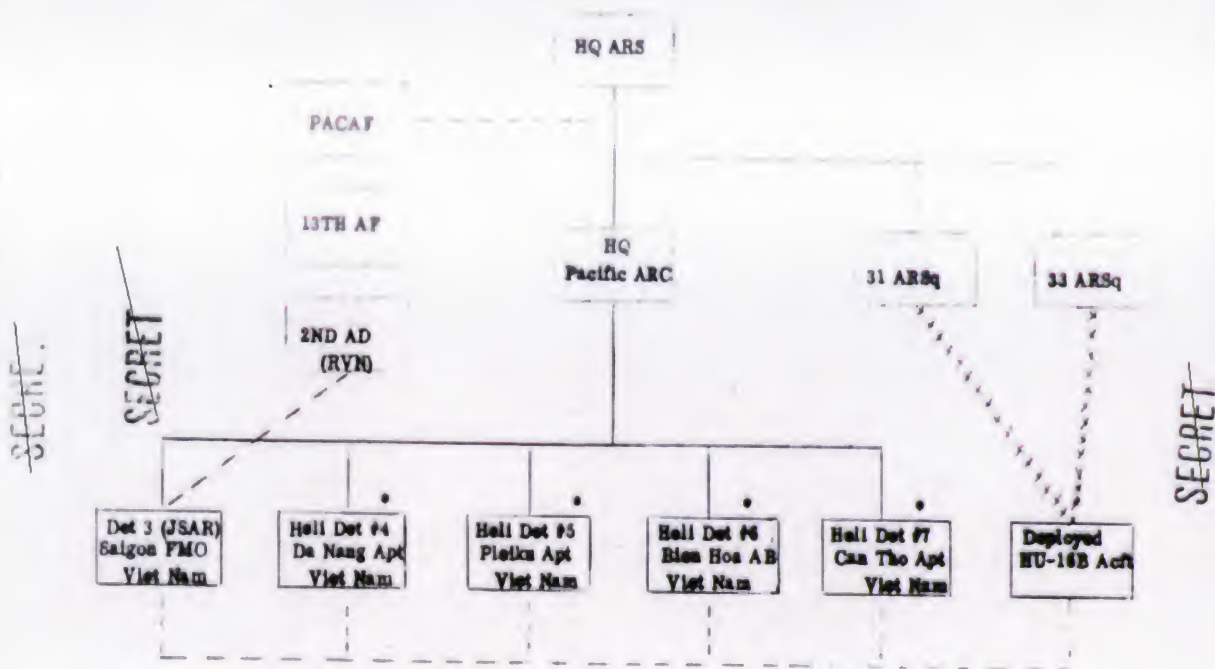 HQ ARS
PACAF
13TH AF
HQ
Pacific ARC
31 ARSq
33 ARSq
2ND AD
(RVN)
SECRET
SECRET
Det 3 (JSAR)
Saigon FMO
Viet Nam
Heli Det #4
Da Nang Apt
Viet Nam
Heli Det #5
Pleiku Apt
Viet Nam
Heli Det #6
Bien Hoa AB
Viet Nam
Heli Det #7
Can Tho Apt
Viet Nam
Deployed
HU-16B Acft